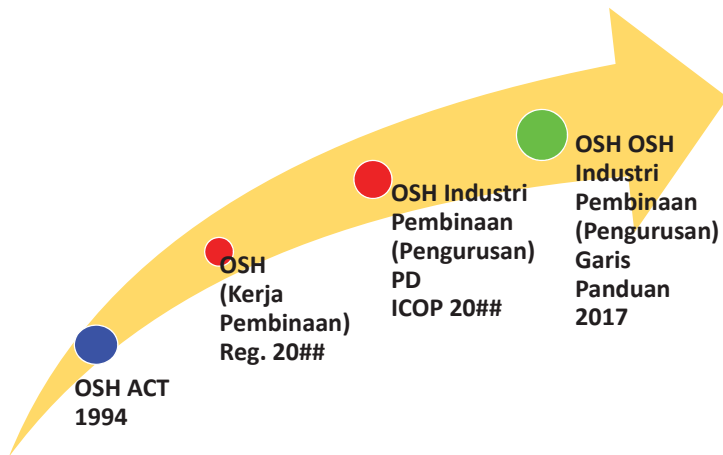 OSH ACT
1994
OSH
(Kerja
Pembinaan)
Reg. 20##
OSH Industri
Pembinaan
(Pengurusan)
PD
ICOP 20##
OSH OSH
Industri
Pembinaan
(Pengurusan)
Garis
Panduan
2017